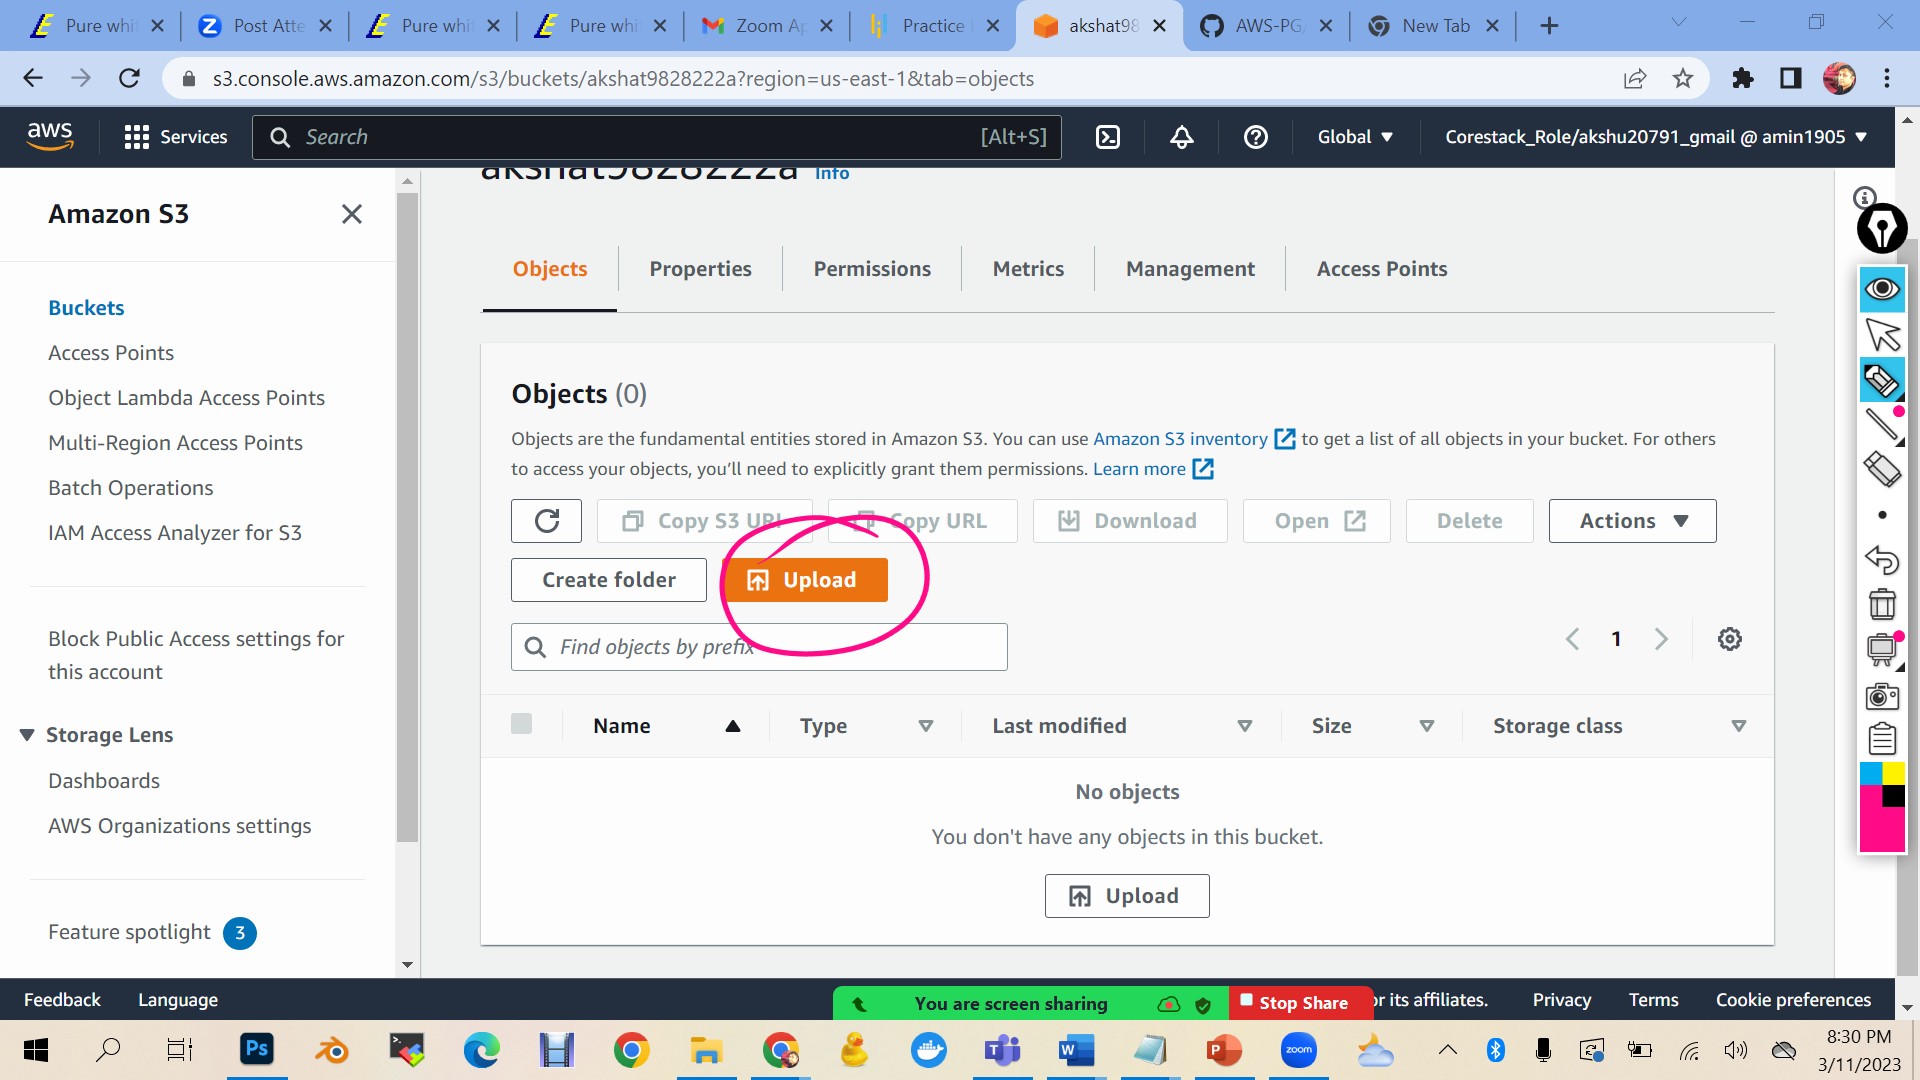 Pure whit
Post Atte
Pure whit
Pure whit
Zoom Ap
Practice
akshat98
AWS-PG/
New Tab
s3.console.aws.amazon.com/s3/buckets/akshat9828222a?region=us-east-1&tab=objects
aws
Services
Search
[Alt+S]
Global
Corestack_Role/akshu20791_gmail @ amin1905
akshat9828222a Info
Amazon S3
Buckets
Access Points
Object Lambda Access Points
Multi-Region Access Points
Batch Operations
IAM Access Analyzer for S3
Block Public Access settings for
this account
Storage Lens
Dashboards
AWS Organizations settings
Feature spotlight 3
Objects
Properties
Permissions
Metrics
Management
Access Points
Objects (0)
Objects are the fundamental entities stored in Amazon S3. You can use Amazon S3 inventory to get a list of all objects in your bucket. For others
to access your objects, you'll need to explicitly grant them permissions. Learn more
Copy S3 URI
Copy URL
Download
Open
Delete
Actions
Create folder
Upload
Find objects by prefix
1
Name
Type
Last modified
Size
Storage class
No objects
You don't have any objects in this bucket.
Upload
Feedback
Language
You are screen sharing
Stop Share
or its affiliates.
Privacy
Terms
Cookie preferences
Ps
W
P
zoom
8:30 PM
3/11/2023